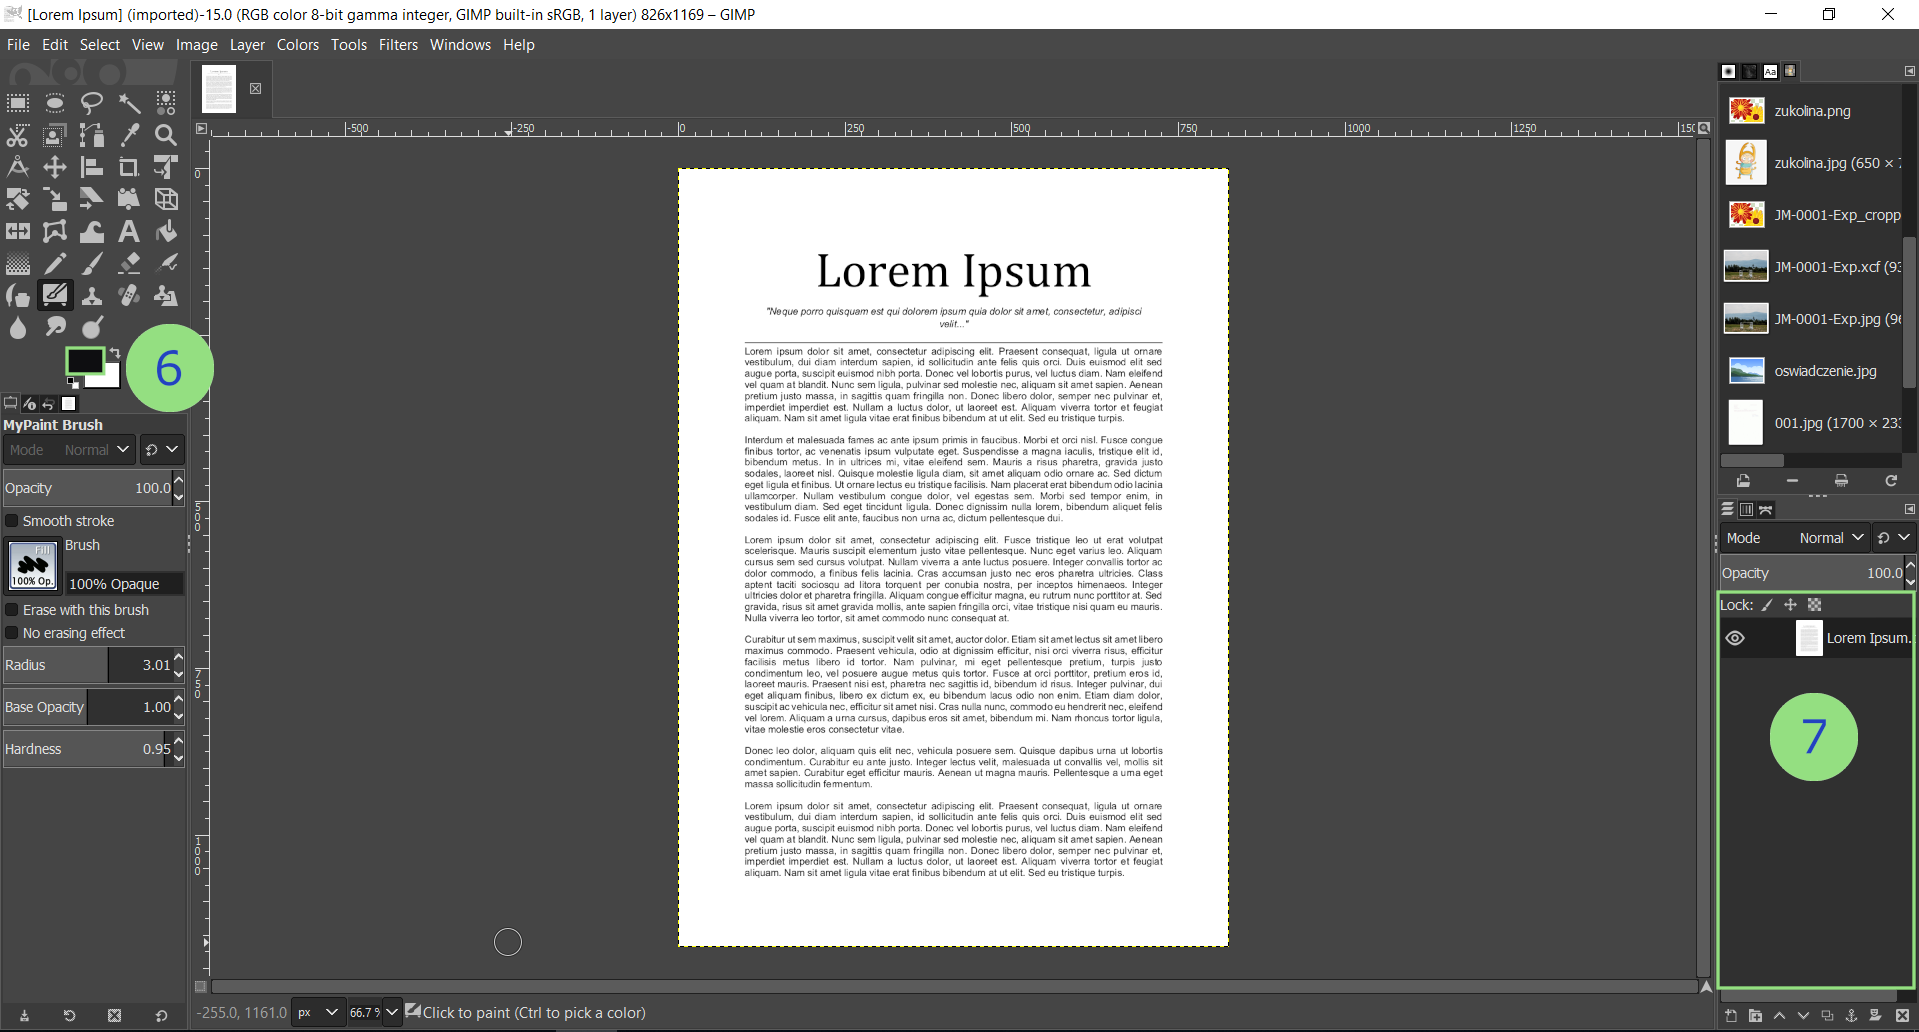 [Lorem Ipsum] (imported)-15.0 (RGB color 8-bit gamma integer, GIMP built-in sRGB, 1 layer) 826x1169 – GIMP
File Edit Select View Image Layer Colors Tools Filters Windows Help
-500 -250 0 250 500 750 1000 1250
0
500
750
1000
6
MyPaint Brush
Mode Normal
Opacity 100.0
Smooth stroke
Brush
Fill
100% Op.
100% Opaque
Erase with this brush
No erasing effect
Radius 3.01
Base Opacity 1.00
Hardness 0.95
Lorem Ipsum
"Neque porro quisquam est qui dolorem ipsum quia dolor sit amet, consectetur, adipisci
velit..."
Lorem ipsum dolor sit amet, consectetur adipiscing elit. Praesent consequat, ligula ut ornare
vestibulum, dui diam interdum sapien, id sollicitudin ante felis quis orci. Duis euismod elit sed
augue porta, suscipit euismod nibh porta. Donec vel lobortis purus, vel luctus diam. Nam eleifend
vel quam at blandit. Nunc sem ligula, pulvinar sed molestie nec, aliquam sit amet sapien. Aenean
pretium justo massa, in sagittis quam fringilla non. Donec libero dolor, semper nec pulvinar et,
imperdiet imperdiet est. Nullam a luctus dolor, ut laoreet est. Aliquam viverra tortor et feugiat
aliquam. Nam sit amet ligula vitae erat finibus bibendum at ut elit. Sed eu tristique turpis.
Interdum et malesuada fames ac ante ipsum primis in faucibus. Morbi et orci nisl. Fusce congue
finibus tortor, ac venenatis ipsum vulputate eget. Suspendisse a magna iaculis, tristique elit id,
bibendum metus. In in ultrices mi, vitae eleifend sem. Mauris a risus pharetra, gravida justo
sodales, laoreet nisl. Quisque molestie ligula diam, sit amet aliquam odio ornare ac. Sed dictum
eget ligula et finibus. Ut ornare lectus eu tristique facilisis. Nam placerat erat bibendum odio lacinia
ullamcorper. Nullam vestibulum congue dolor, vel egestas sem. Morbi sed tempor enim, in
vestibulum diam. Sed eget tincidunt ligula. Donec dignissim nulla lorem, bibendum aliquet felis
sodales id. Fusce elit ante, faucibus non urna ac, dictum pellentesque dui.
Lorem ipsum dolor sit amet, consectetur adipiscing elit. Fusce tristique leo ut erat volutpat
scelerisque. Mauris suscipit elementum justo vitae pellentesque. Nunc eget varius leo. Aliquam
cursus sem sed cursus volutpat. Nullam viverra a ante luctus posuere. Integer convallis tortor ac
dolor commodo, a finibus felis lacinia. Cras accumsan justo nec eros pharetra ultricies. Class
aptent taciti sociosqu ad litora torquent per conubia nostra, per inceptos himenaeos. Integer
ultricies dolor et pharetra fringilla. Aliquam congue efficitur magna, eu rutrum nunc porttitor at. Sed
gravida, risus sit amet gravida mollis, ante sapien fringilla orci, vitae tristique nisi quam eu mauris.
Nulla viverra leo tortor, sit amet commodo nunc consequat at.
Curabitur ut sem maximus, suscipit velit sit amet, auctor dolor. Etiam sit amet lectus sit amet libero
maximus commodo. Praesent vehicula, odio at dignissim efficitur, nisi orci viverra risus, efficitur
facilisis metus libero id tortor. Nam pulvinar, mi eget pellentesque pretium, turpis justo
condimentum leo, vel posuere augue metus quis tortor. Fusce at orci porttitor, pretium eros id,
laoreet mauris. Praesent nisi est, pharetra nec sagittis id, bibendum id risus. Integer pulvinar, dui
eget aliquam finibus, libero ex dictum ex, eu bibendum lacus odio non enim. Etiam diam dolor,
suscipit ac vehicula nec, efficitur sit amet nisi. Cras nulla nunc, commodo eu hendrerit nec, eleifend
vel lorem. Aliquam a urna cursus, dapibus eros sit amet, bibendum mi. Nam rhoncus tortor ligula,
vitae molestie eros consectetur vitae.
Donec leo dolor, aliquam quis elit nec, vehicula posuere sem. Quisque dapibus urna ut lobortis
condimentum. Curabitur eu ante justo. Integer lectus velit, malesuada ut convallis vel, mollis sit
amet sapien. Curabitur eget efficitur mauris. Aenean ut magna mauris. Pellentesque a urna eget
massa sollicitudin fermentum.
Lorem ipsum dolor sit amet, consectetur adipiscing elit. Praesent consequat, ligula ut ornare
vestibulum, dui diam interdum sapien, id sollicitudin ante felis quis orci. Duis euismod elit sed
augue porta, suscipit euismod nibh porta. Donec vel lobortis purus, vel luctus diam. Nam eleifend
vel quam at blandit. Nunc sem ligula, pulvinar sed molestie nec, aliquam sit amet sapien. Aenean
pretium justo massa, in sagittis quam fringilla non. Donec libero dolor, semper nec pulvinar et,
imperdiet imperdiet est. Nullam a luctus dolor, ut laoreet est. Aliquam viverra tortor et feugiat
aliquam. Nam sit amet ligula vitae erat finibus bibendum at ut elit. Sed eu tristique turpis.
-255.0, 1161.0 px 66.7 % Click to paint (Ctrl to pick a color)
Aa
zukolina.png
zukolina.jpg (650 ×
JM-0001-Exp_cropp
JM-0001-Exp.xcf (93
JM-0001-Exp.jpg (96
oswiadczenie.jpg
001.jpg (1700 × 233
Mode Normal
Opacity 100.0
Lock:
Lorem Ipsum.
7